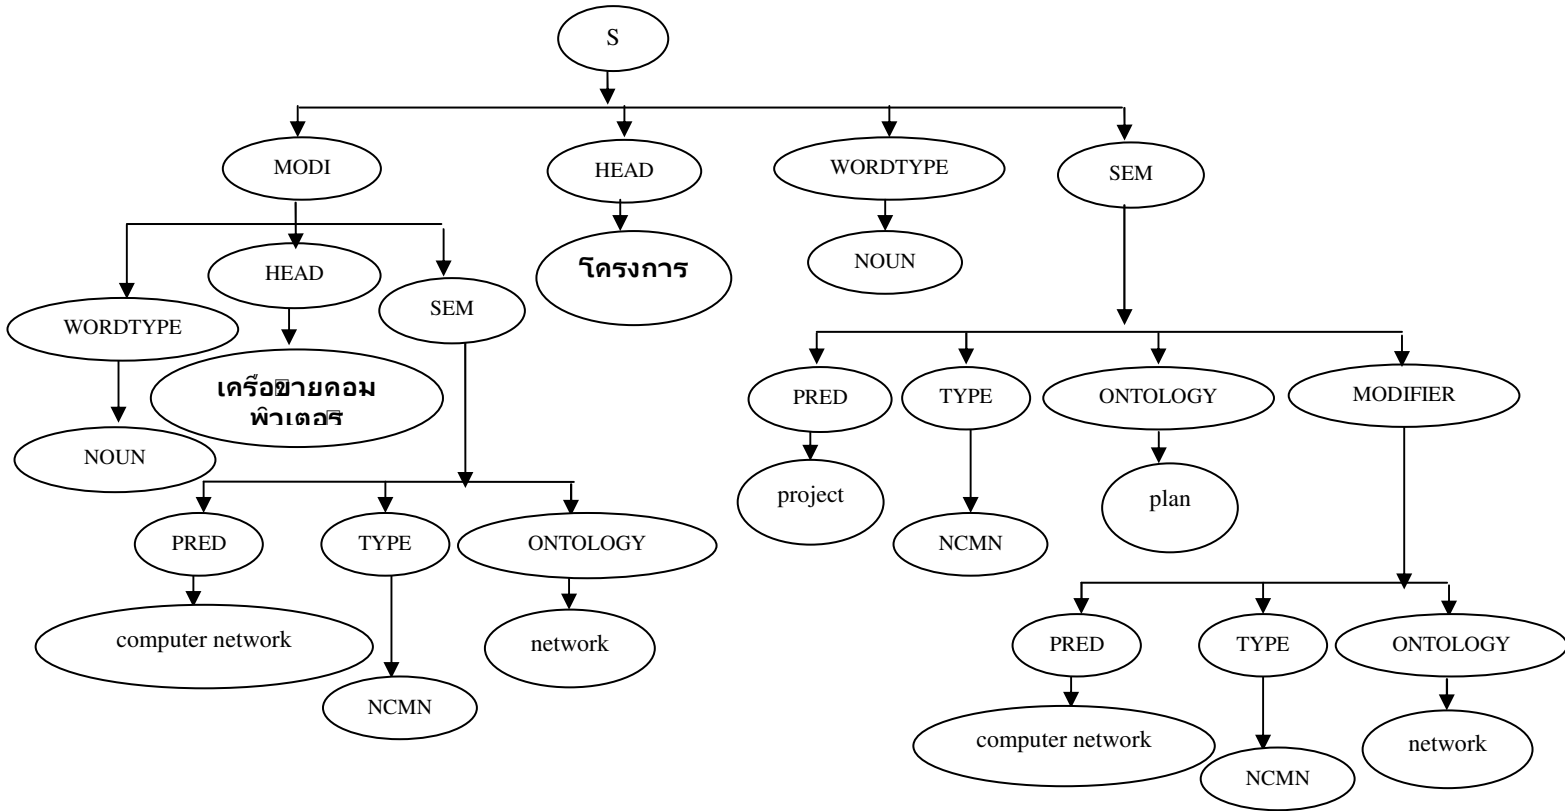 S
MODI
HEAD
WORDTYPE
SEM
HEAD
SEM
WORDTYPE
โครงการ
NOUN
เครือข่ายคอม
พิวเตอร์
NOUN
PRED
TYPE
ONTOLOGY
MODIFIER
project
plan
NCMN
PRED
TYPE
ONTOLOGY
computer network
network
NCMN
PRED
TYPE
ONTOLOGY
computer network
network
NCMN